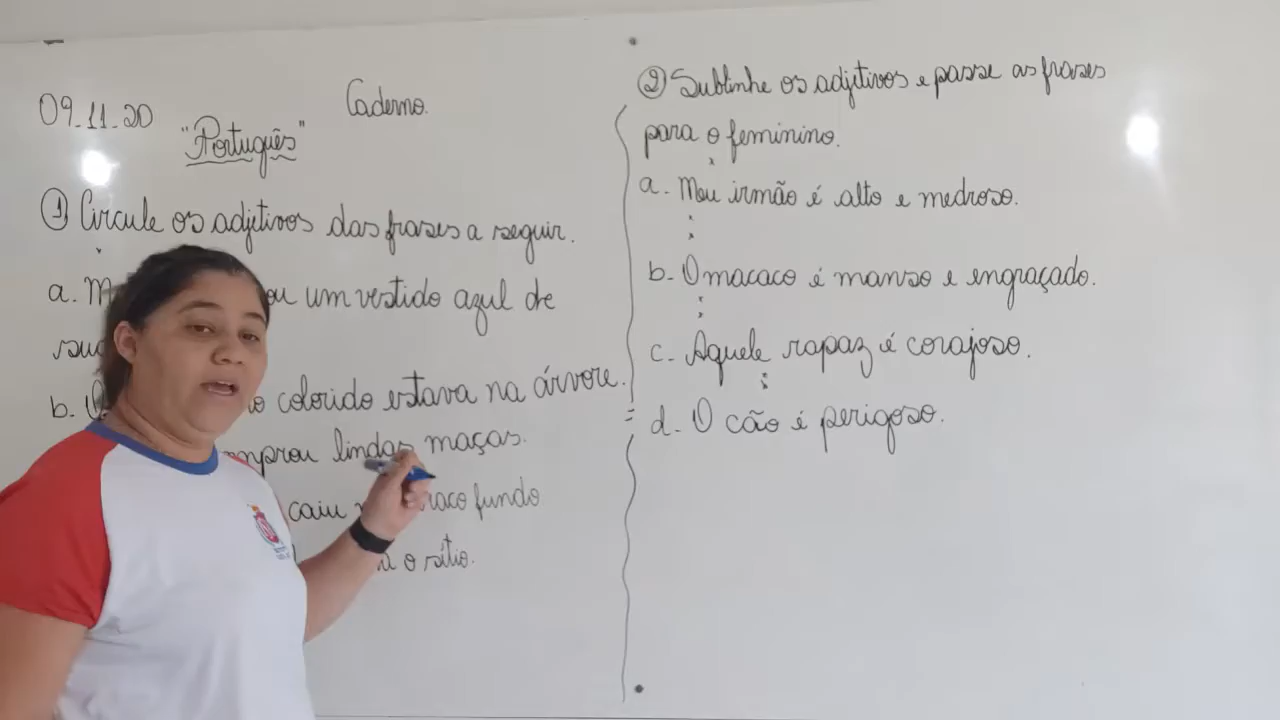 09-11-20
Caderno.
"Português"
① Circule os adjetivos das frases a seguir.
a. um vestido azul de
b. colorido estava na árvore.
lindas maças.
caiu fundo
o sítio.
② Sublinhe os adjetivos e passe as frases
para o feminino.
a. Meu irmão é alto e medroso.
b. O macaco é manso e engraçado.
c. Aquele rapaz é corajoso.
d. O cão é perigoso.